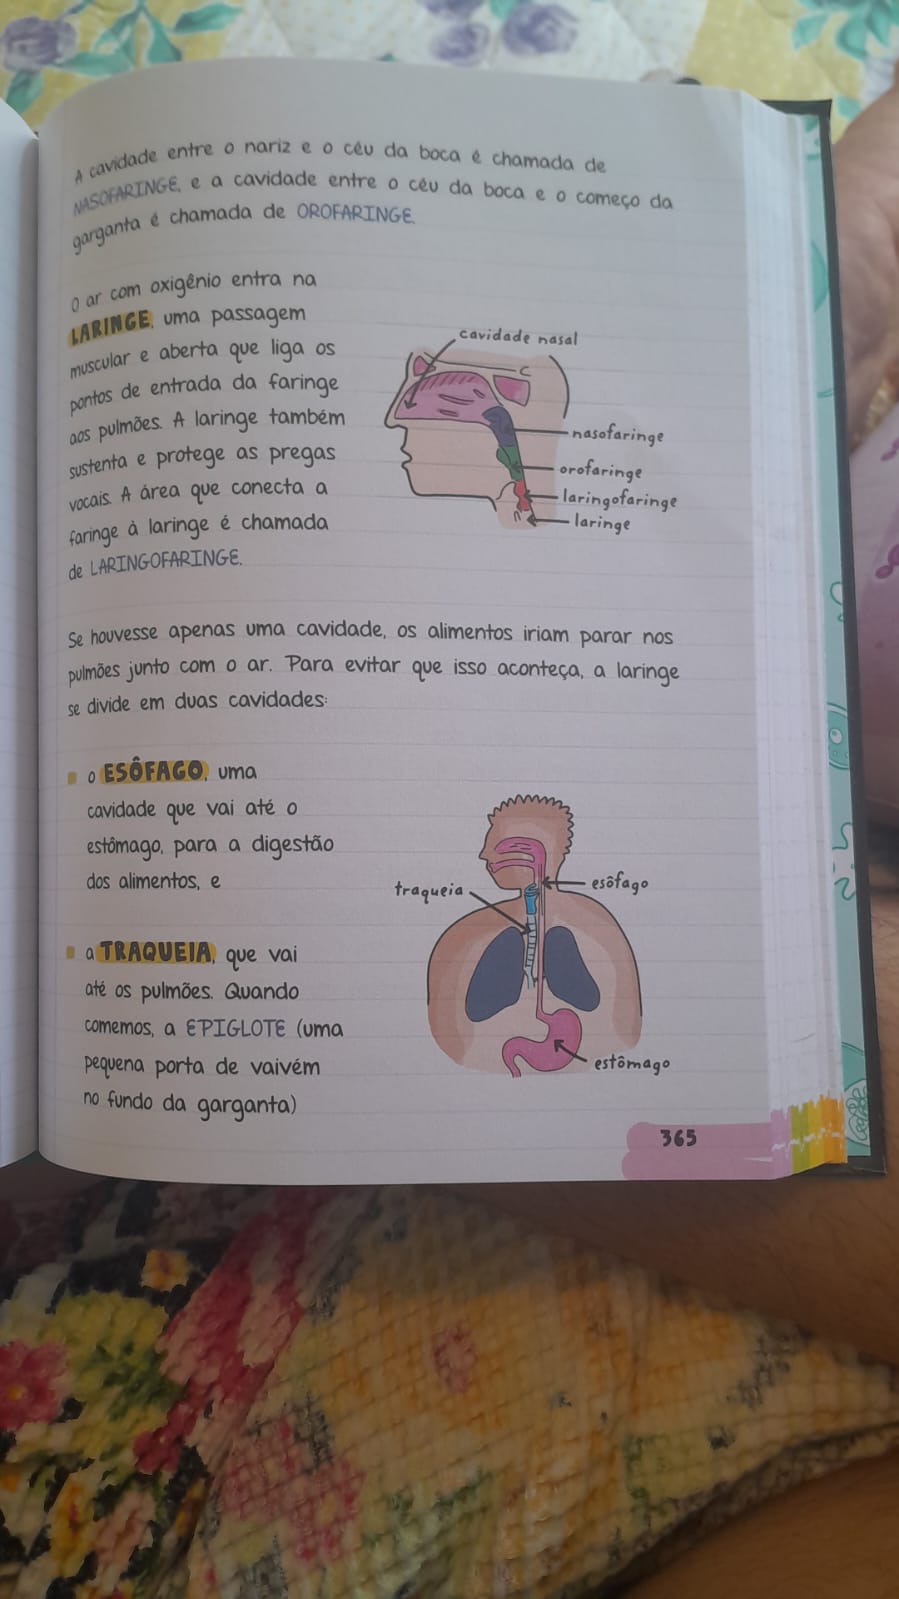 A cavidade entre o nariz e o céu da boca é chamada de
NASOFARINGE, e a cavidade entre o céu da boca e o começo da
garganta é chamada de OROFARINGE.
O ar com oxigênio entra na
LARINGE, uma passagem
muscular e aberta que liga os
pontos de entrada da faringe
aos pulmões. A laringe também
sustenta e protege as pregas
vocais. A área que conecta a
faringe à laringe é chamada
de LARINGOFARINGE.
cavidade nasal
nasofaringe
orofaringe
laringofaringe
laringe
Se houvesse apenas uma cavidade, os alimentos iriam parar nos
pulmões junto com o ar. Para evitar que isso aconteça, a laringe
se divide em duas cavidades:
o ESÔFAGO, uma
cavidade que vai até o
estômago, para a digestão
dos alimentos, e
a TRAQUEIA, que vai
até os pulmões. Quando
comemos, a EPIGLOTE (uma
pequena porta de vaivém
no fundo da garganta)
traqueia
esôfago
estômago
365